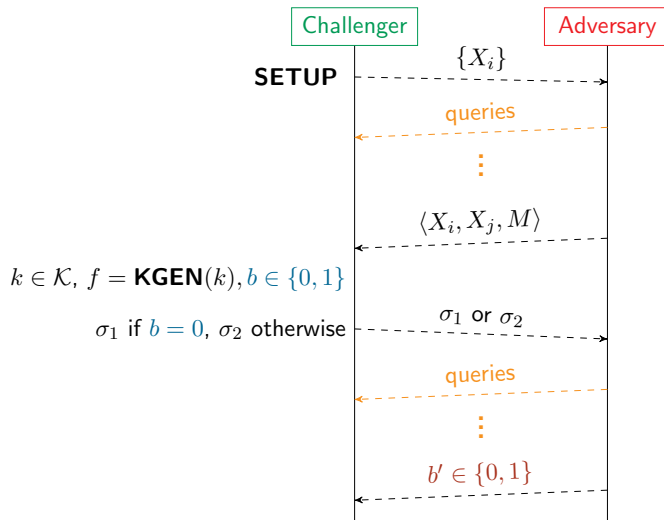 Challenger Adversary
SETUP {X_i}
queries
⋮
⟨X_i, X_j, M⟩
k ∈ 𝒦, f = KGEN(k), b ∈ {0, 1}
σ_1 if b = 0, σ_2 otherwise σ_1 or σ_2
queries
⋮
b′ ∈ {0, 1}